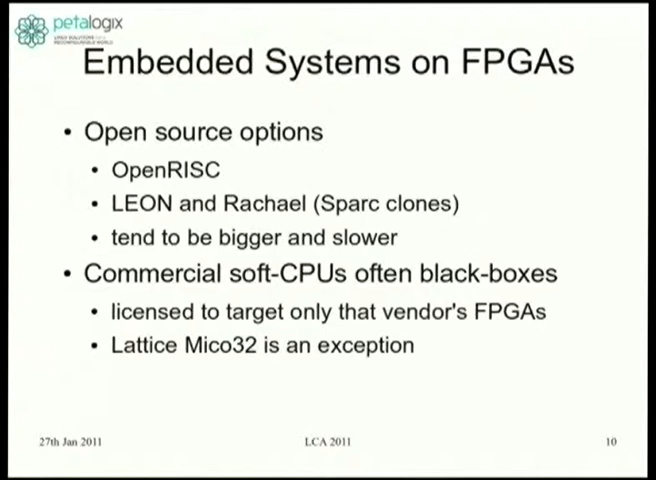 petalogix
Embedded Systems on FPGAs
• Open source options
• OpenRISC
• LEON and Rachael (Sparc clones)
• tend to be bigger and slower
• Commercial soft-CPUs often black-boxes
• licensed to target only that vendor's FPGAs
• Lattice Mico32 is an exception
27th Jan 2011
LCA 2011
10